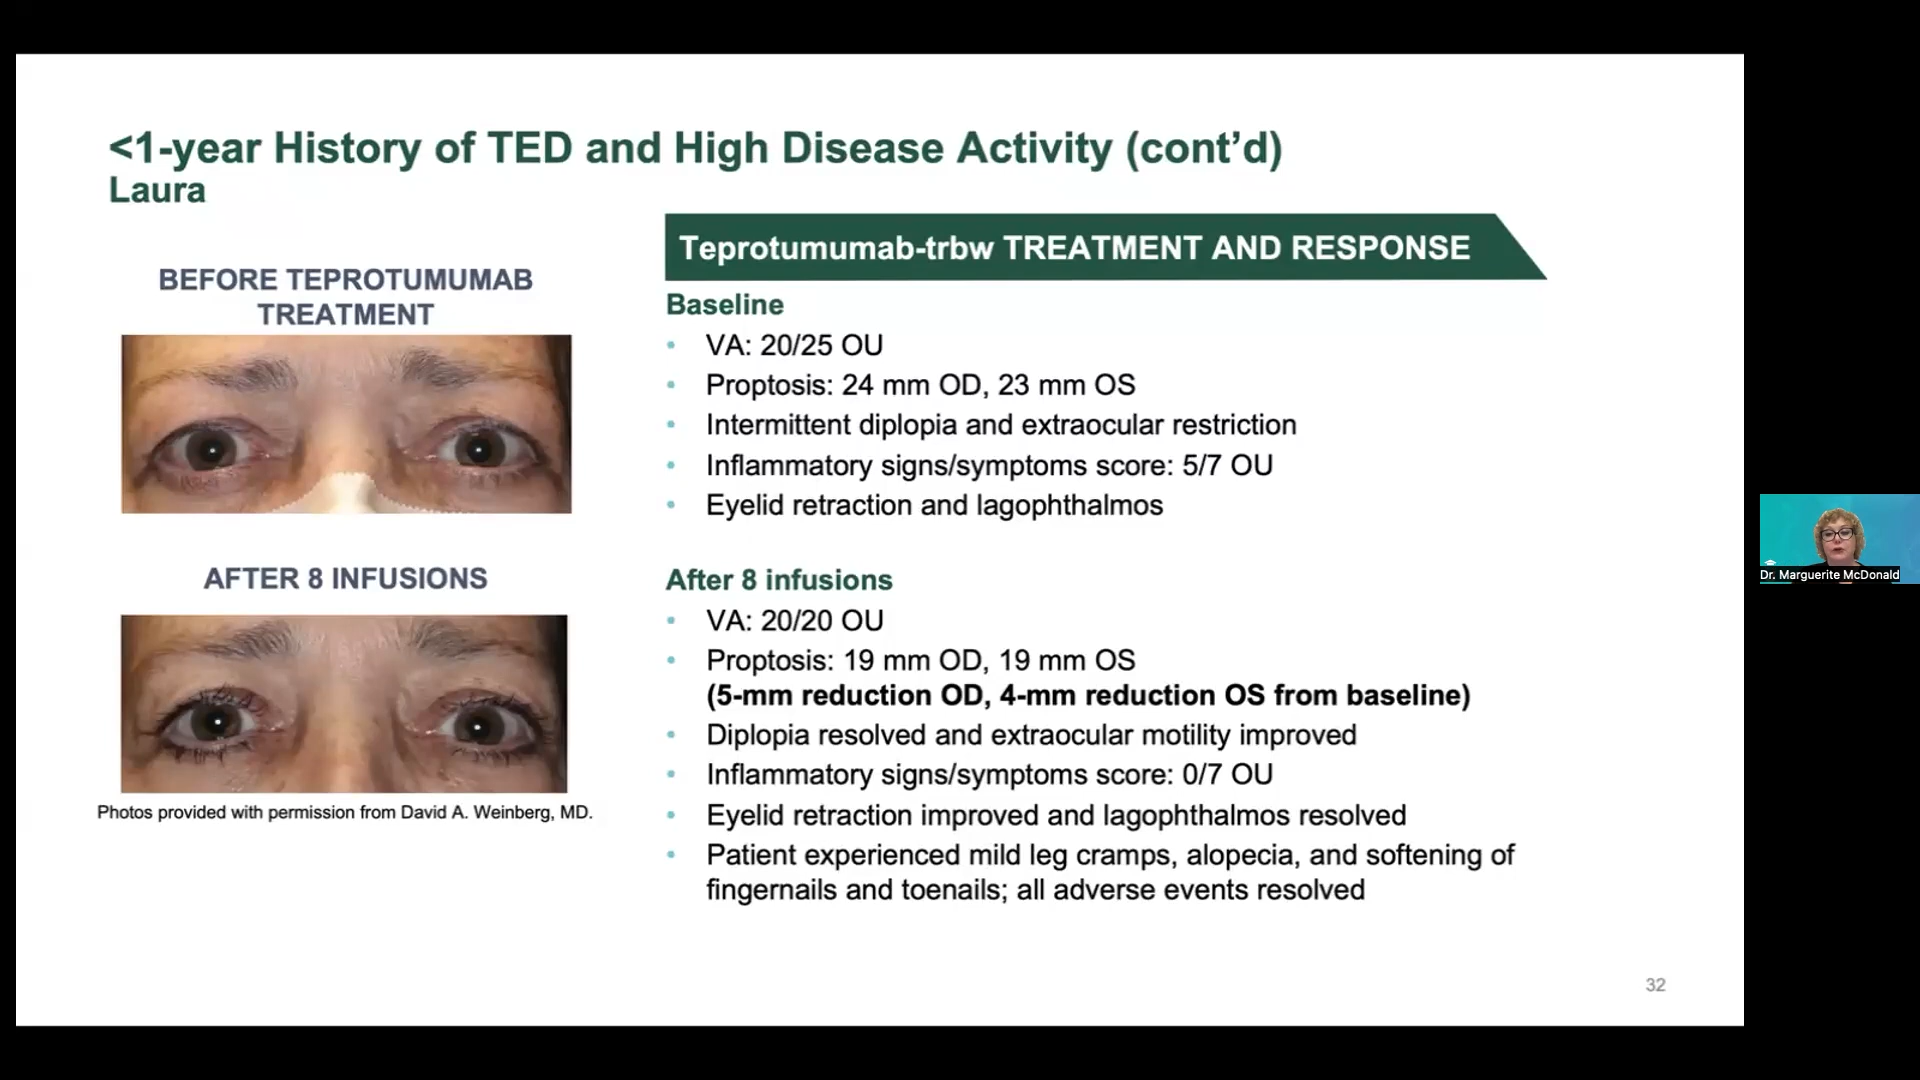 <1-year History of TED and High Disease Activity (cont’d)
Laura
BEFORE TEPROTUMUMAB
TREATMENT
AFTER 8 INFUSIONS
Photos provided with permission from David A. Weinberg, MD.
Teprotumumab-trbw TREATMENT AND RESPONSE
Baseline
• VA: 20/25 OU
• Proptosis: 24 mm OD, 23 mm OS
• Intermittent diplopia and extraocular restriction
• Inflammatory signs/symptoms score: 5/7 OU
• Eyelid retraction and lagophthalmos
After 8 infusions
• VA: 20/20 OU
• Proptosis: 19 mm OD, 19 mm OS
(5-mm reduction OD, 4-mm reduction OS from baseline)
• Diplopia resolved and extraocular motility improved
• Inflammatory signs/symptoms score: 0/7 OU
• Eyelid retraction improved and lagophthalmos resolved
• Patient experienced mild leg cramps, alopecia, and softening of
fingernails and toenails; all adverse events resolved
32
Dr. Marguerite McDonald